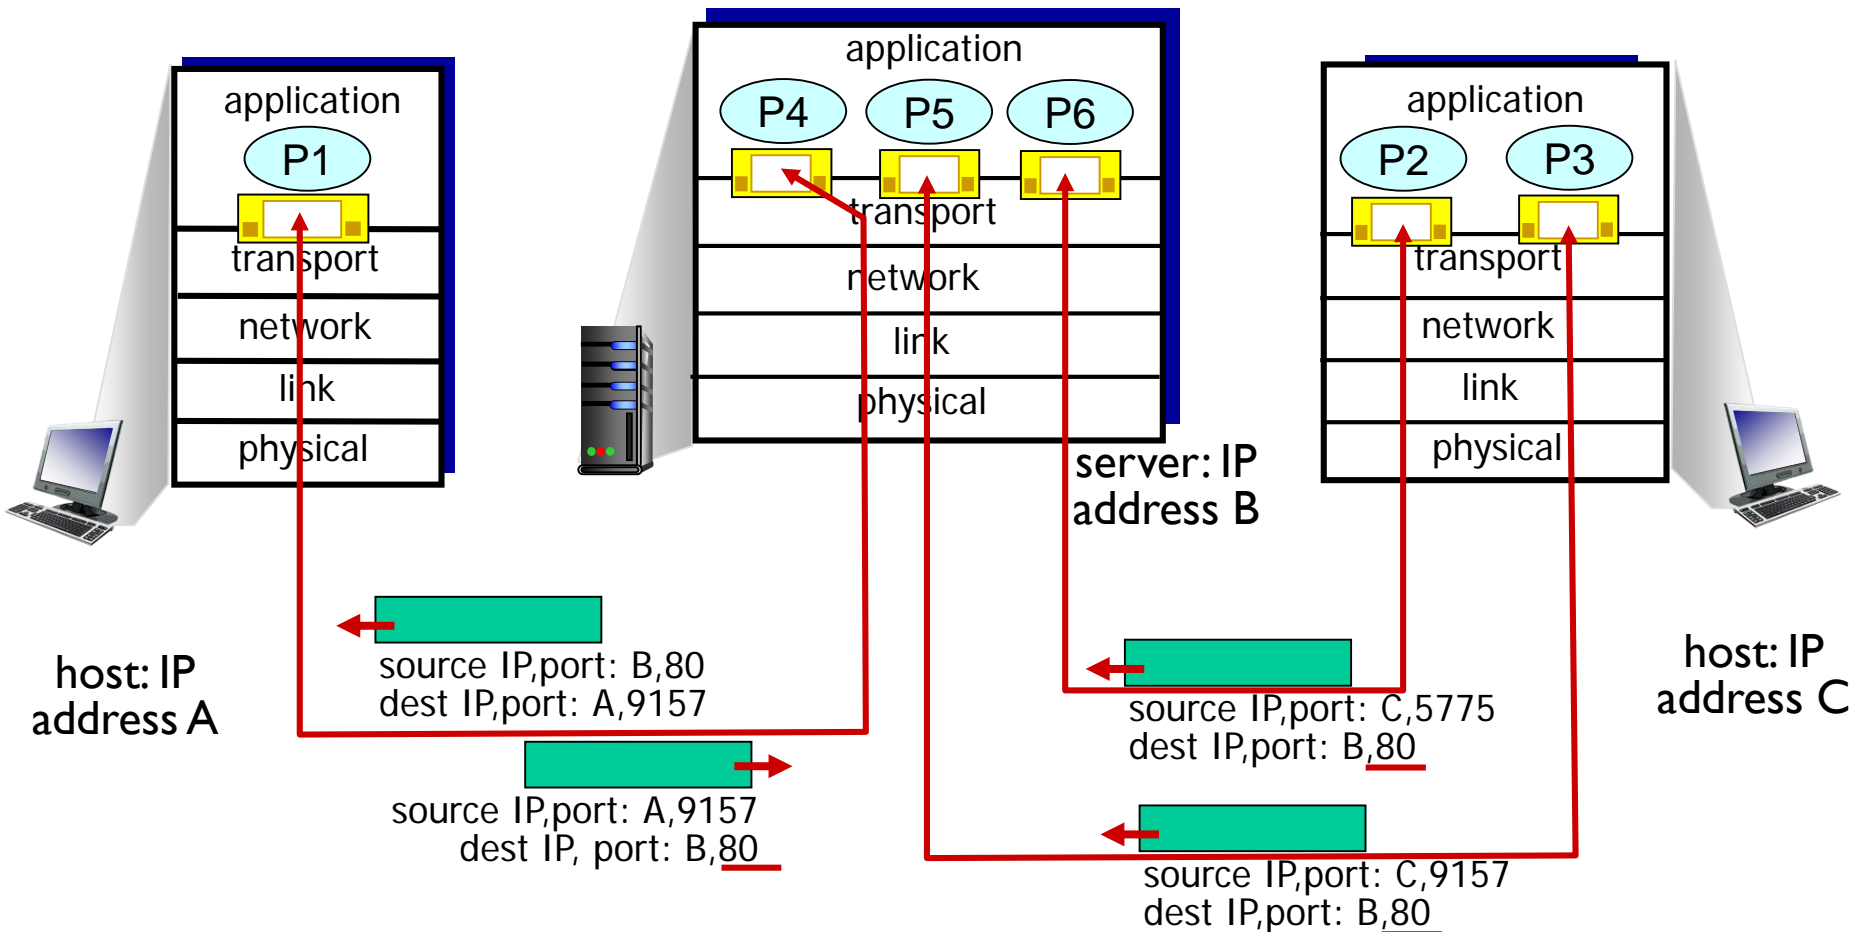 application
P1
transport
network
link
physical
host: IP
address A
application
P4
P5
P6
transport
network
link
physical
server: IP
address B
application
P2
P3
transport
network
link
physical
host: IP
address C
source IP,port: B,80
dest IP,port: A,9157
source IP,port: A,9157
dest IP, port: B,80
source IP,port: C,5775
dest IP,port: B,80
source IP,port: C,9157
dest IP,port: B,80